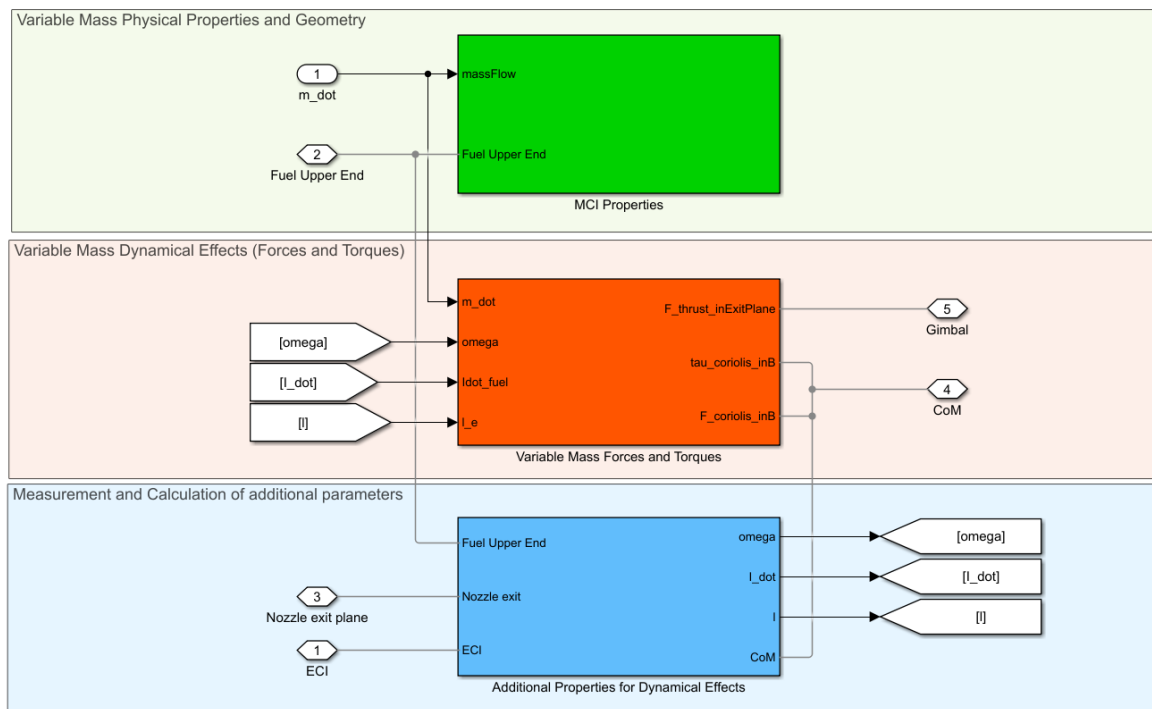 Variable Mass Physical Properties and Geometry
1
m_dot
massFlow
2
Fuel Upper End
Fuel Upper End
MCI Properties
Variable Mass Dynamical Effects (Forces and Torques)
m_dot
F_thrust_inExitPlane
5
Gimbal
[omega]
omega
tau_coriolis_inB
[I_dot]
Idot_fuel
4
CoM
[l]
l_e
F_coriolis_inB
Variable Mass Forces and Torques
Measurement and Calculation of additional parameters
Fuel Upper End
omega
[omega]
I_dot
[I_dot]
3
Nozzle exit plane
Nozzle exit
l
[l]
1
ECI
ECI
CoM
Additional Properties for Dynamical Effects